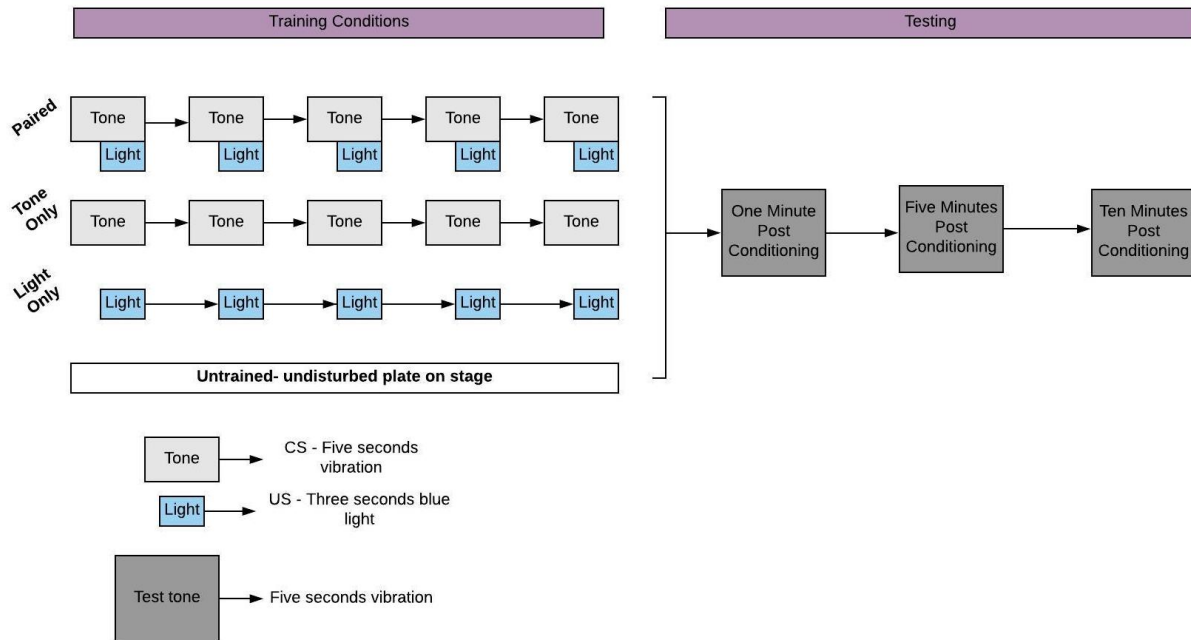 Training Conditions
Testing
Paired
Tone
Tone
Tone
Tone
Tone
Light
Light
Light
Light
Light
Tone
Only
Tone
Tone
Tone
Tone
Tone
Light
Only
Light
Light
Light
Light
Light
Untrained- undisturbed plate on stage
One Minute
Post
Conditioning
Five Minutes
Post
Conditioning
Ten Minutes
Post
Conditioning
Tone
CS - Five seconds
vibration
Light
US - Three seconds blue
light
Test tone
Five seconds vibration